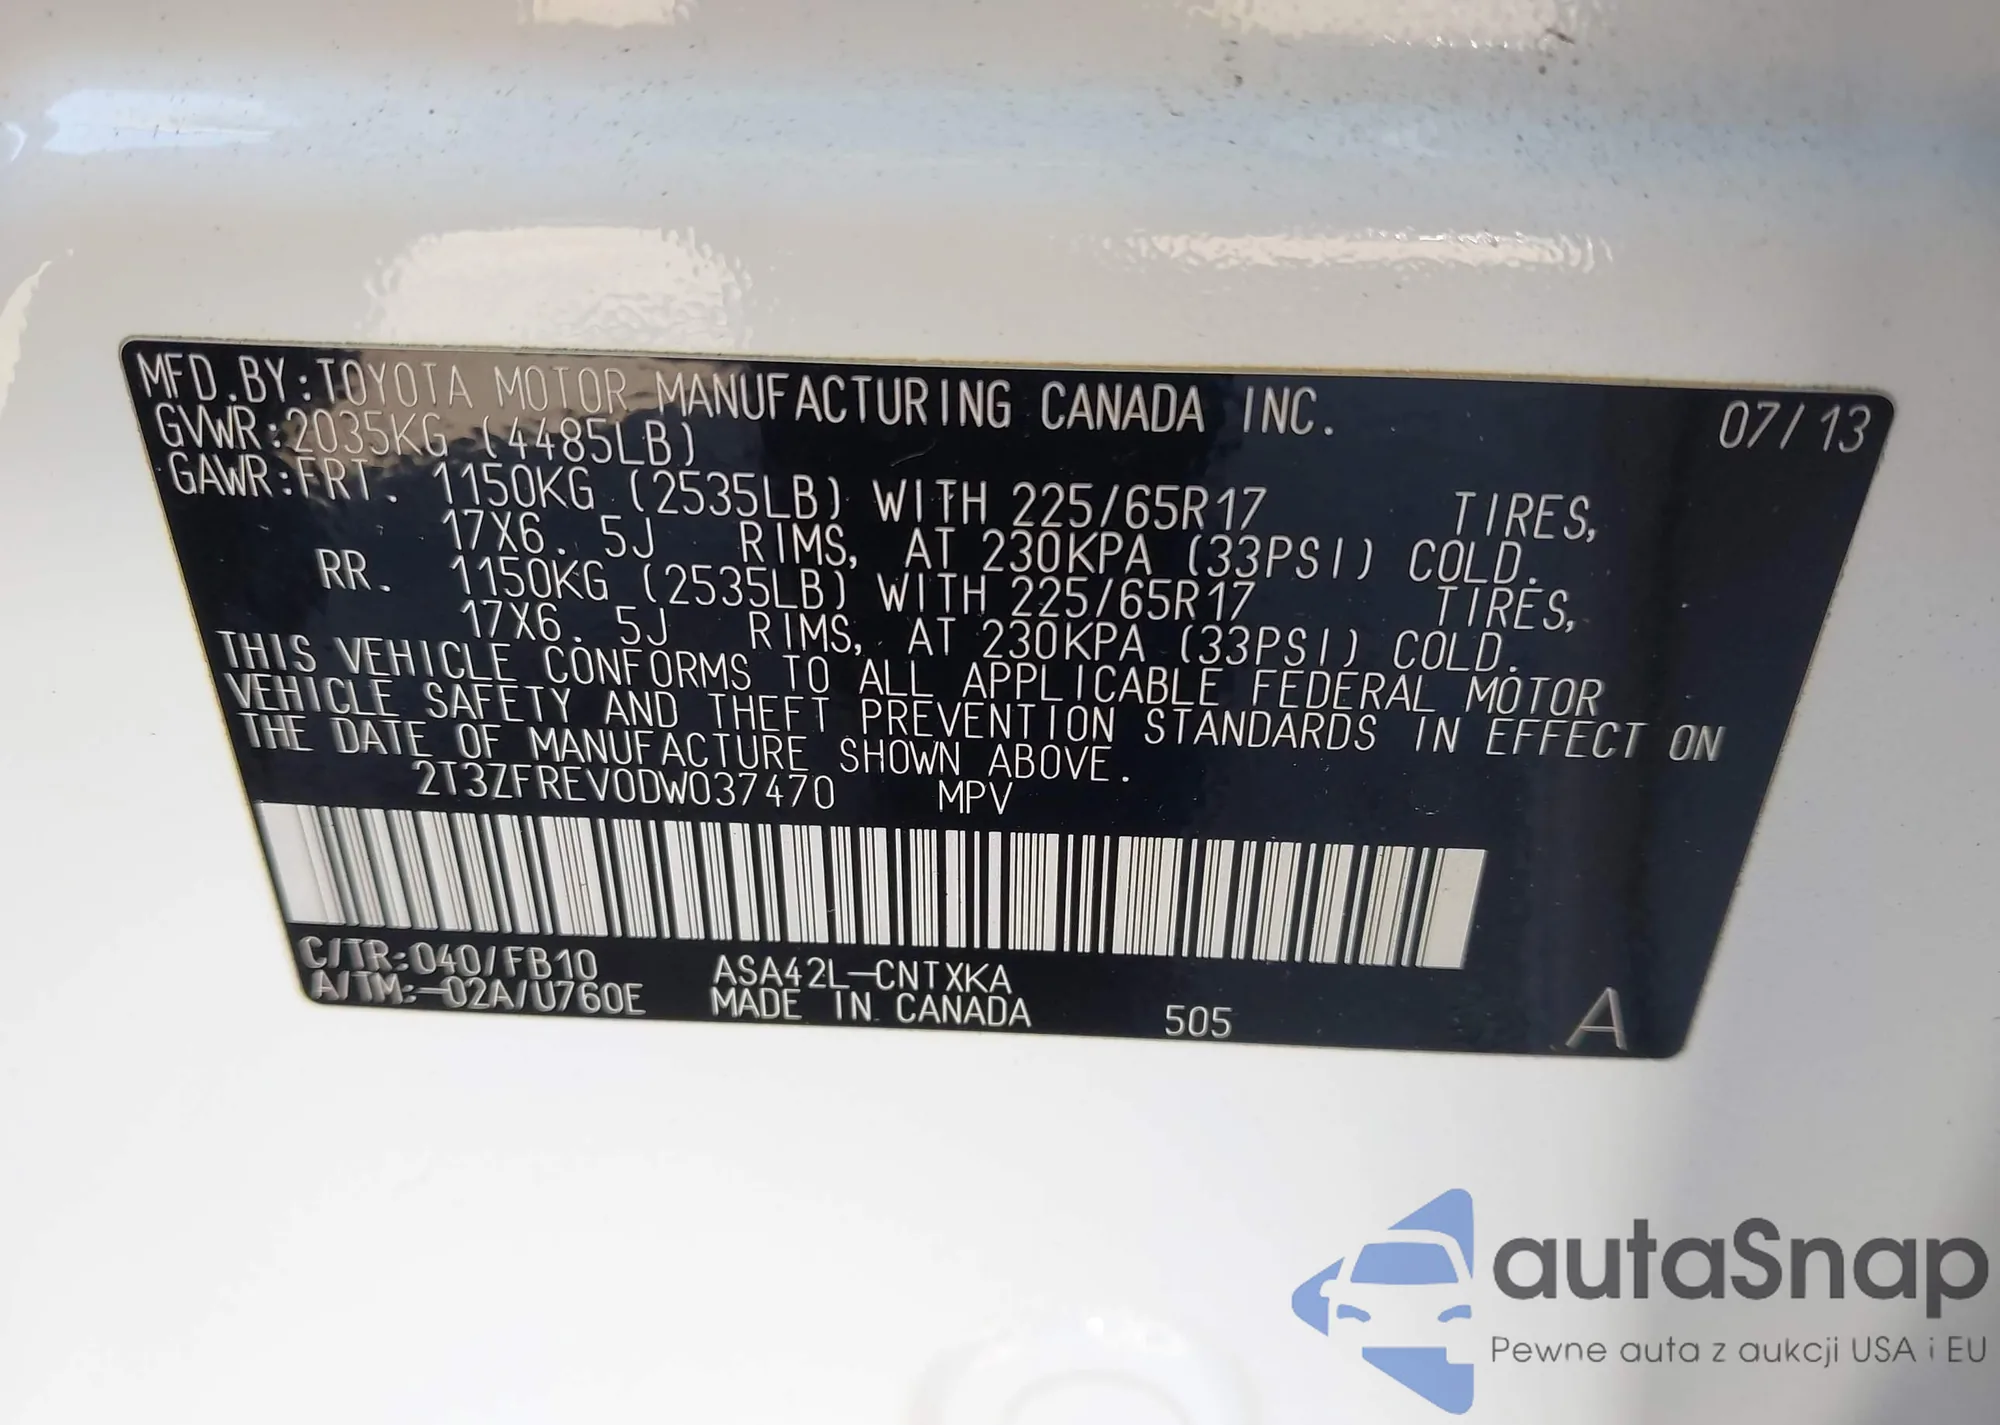 MFD.BY:TOYOTA MOTOR MANUFACTURING CANADA INC. 07/13
GVWR:2035KG (4485LB)
GAWR:FRT. 1150KG (2535LB) WITH 225/65R17 TIRES,
17X6.5J RIMS, AT 230KPA (33PSI) COLD.
RR. 1150KG (2535LB) WITH 225/65R17 TIRES,
17X6.5J RIMS, AT 230KPA (33PSI) COLD.
THIS VEHICLE CONFORMS TO ALL APPLICABLE FEDERAL MOTOR
VEHICLE SAFETY AND THEFT PREVENTION STANDARDS IN EFFECT ON
THE DATE OF MANUFACTURE SHOWN ABOVE.
2T3ZFREV0DW037470 MPV
C/TR:040/FB10 ASA42L-CNTXKA
A/TM:-02A/U760E MADE IN CANADA 505 A
autaSnap
Pewne auta z aukcji USA i EU